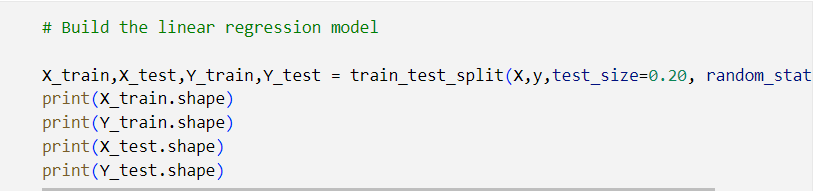 # Build the linear regression model
X_train,X_test,Y_train,Y_test = train_test_split(X,y,test_size=0.20, random_stat
print(X_train.shape)
print(Y_train.shape)
print(X_test.shape)
print(Y_test.shape)